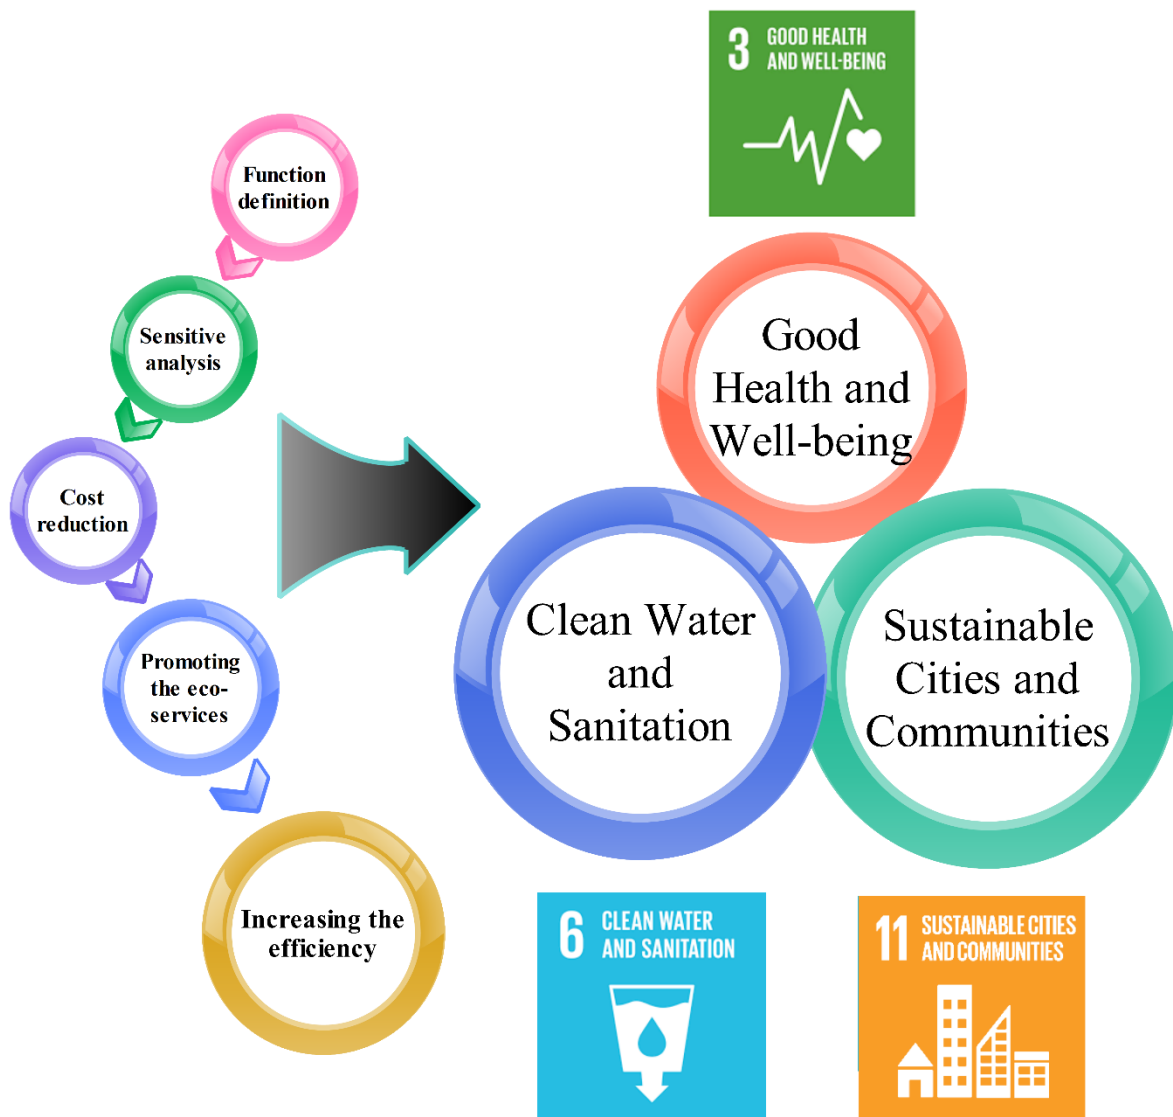 Function
definition
Sensitive
analysis
Cost
reduction
Promoting
the eco-
services
Increasing the
efficiency
3 GOOD HEALTH
AND WELL-BEING
Good
Health and
Well-being
Clean Water
and
Sanitation
Sustainable
Cities and
Communities
6 CLEAN WATER
AND SANITATION
11 SUSTAINABLE CITIES
AND COMMUNITIES